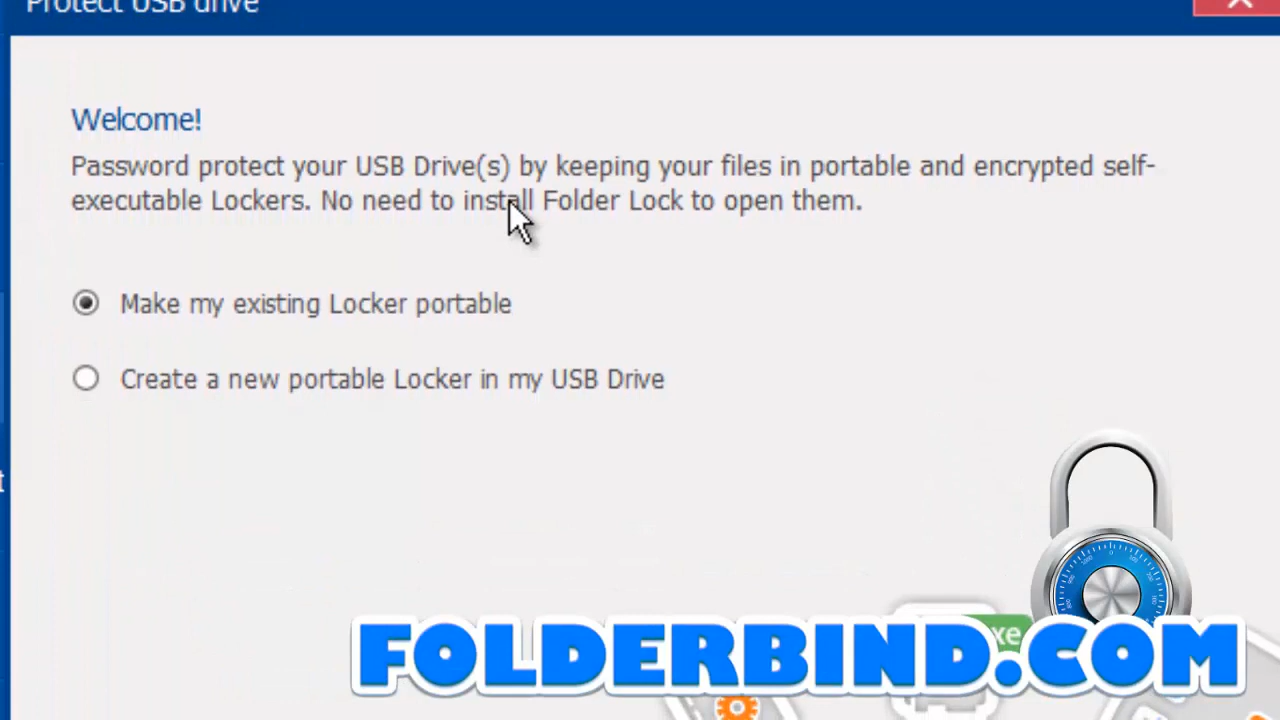 Protect USB drive
Welcome!
Password protect your USB Drive(s) by keeping your files in portable and encrypted self-
executable Lockers. No need to install Folder Lock to open them.
Make my existing Locker portable
Create a new portable Locker in my USB Drive
FOLDERBIND.COM